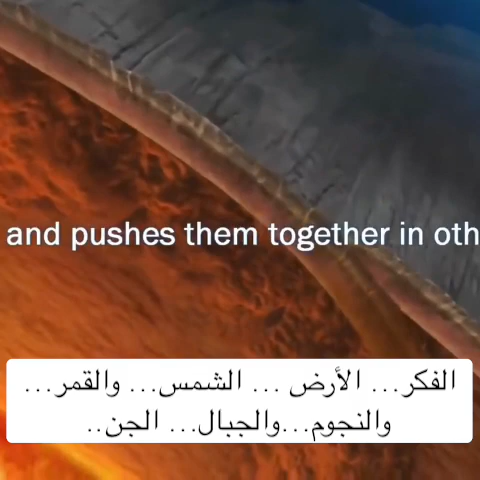 and pushes them together in oth
الفكر... الأرض ... الشمس... والقمر...
والنجوم...والجبال... الجن..